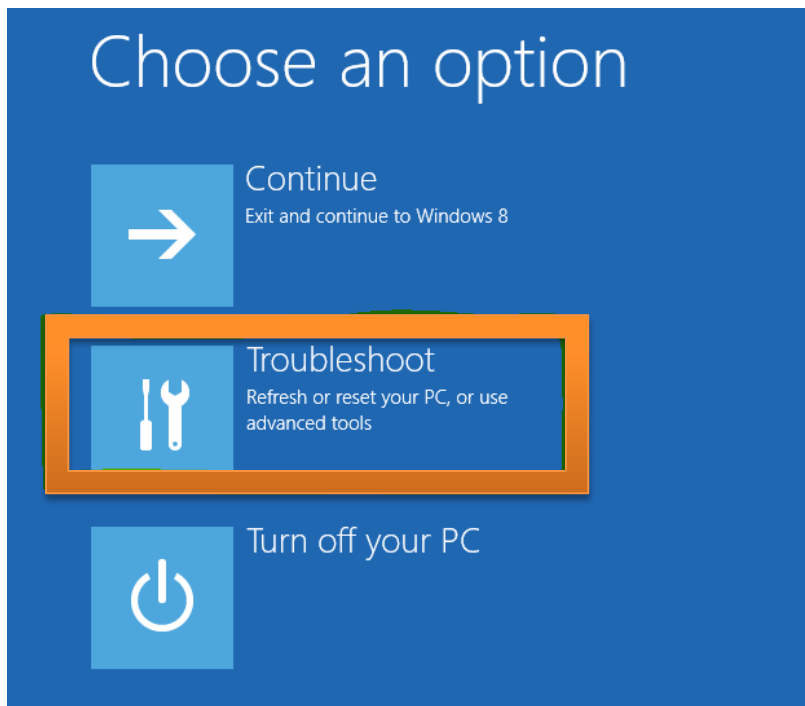 Choose an option
Continue
Exit and continue to Windows 8
Troubleshoot
Refresh or reset your PC, or use
advanced tools
Turn off your PC